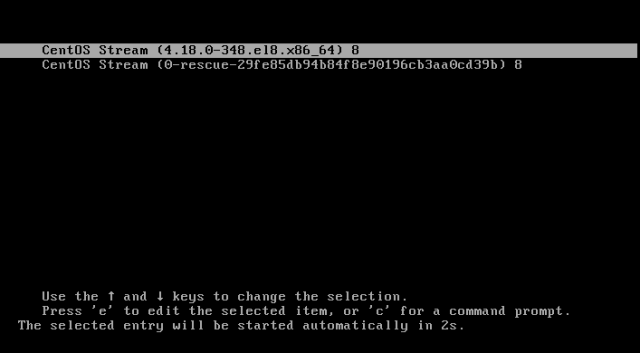 CentOS Stream (4.18.0-348.el8.x86_64) 8
CentOS Stream (0-rescue-29fe85db94b84f8e90196cb3aa0cd39b) 8
Use the ↑ and ↓ keys to change the selection.
Press 'e' to edit the selected item, or 'c' for a command prompt.
The selected entry will be started automatically in 2s.